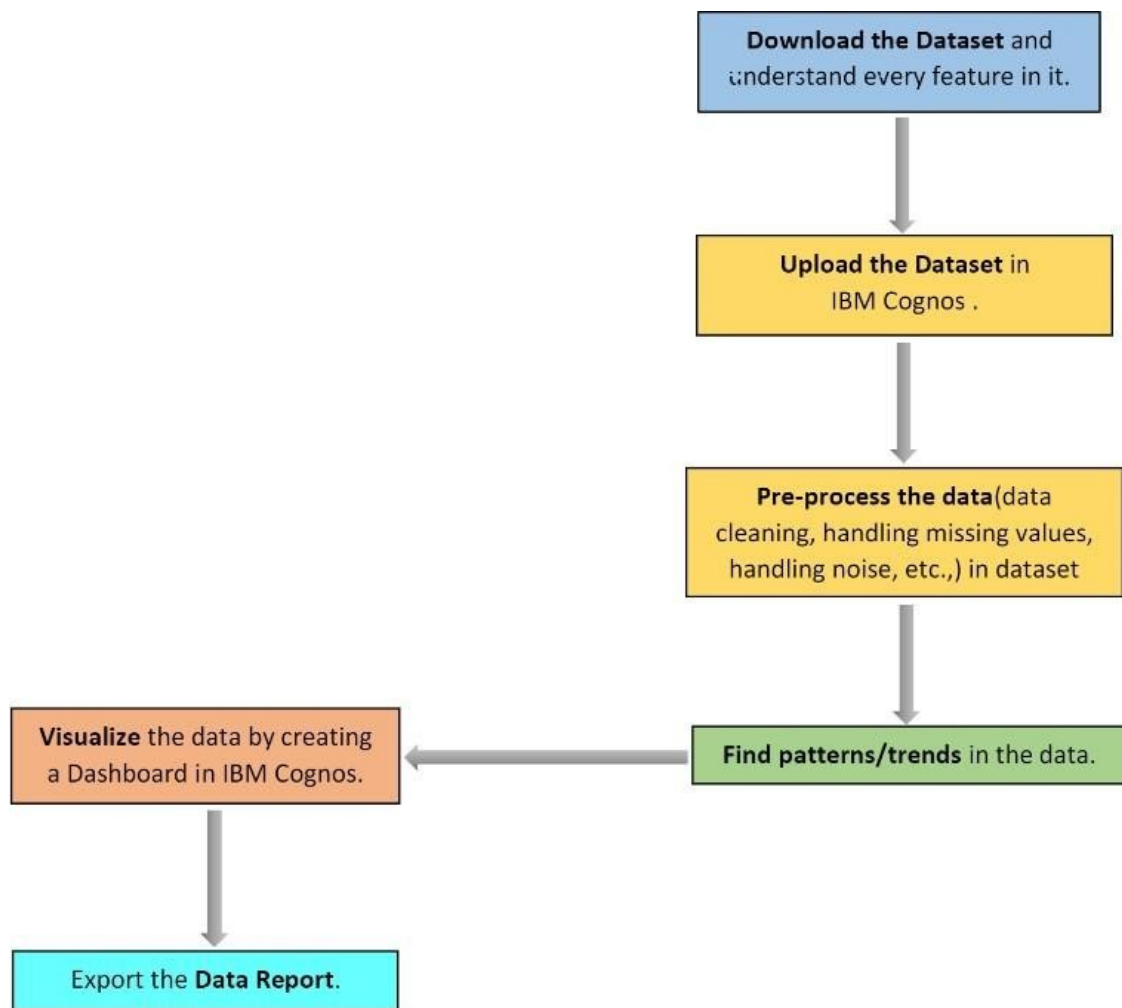 Download the Dataset and
understand every feature in it.
Upload the Dataset in
IBM Cognos .
Pre-process the data(data
cleaning, handling missing values,
handling noise, etc.,) in dataset
Find patterns/trends in the data.
Visualize the data by creating
a Dashboard in IBM Cognos.
Export the Data Report.